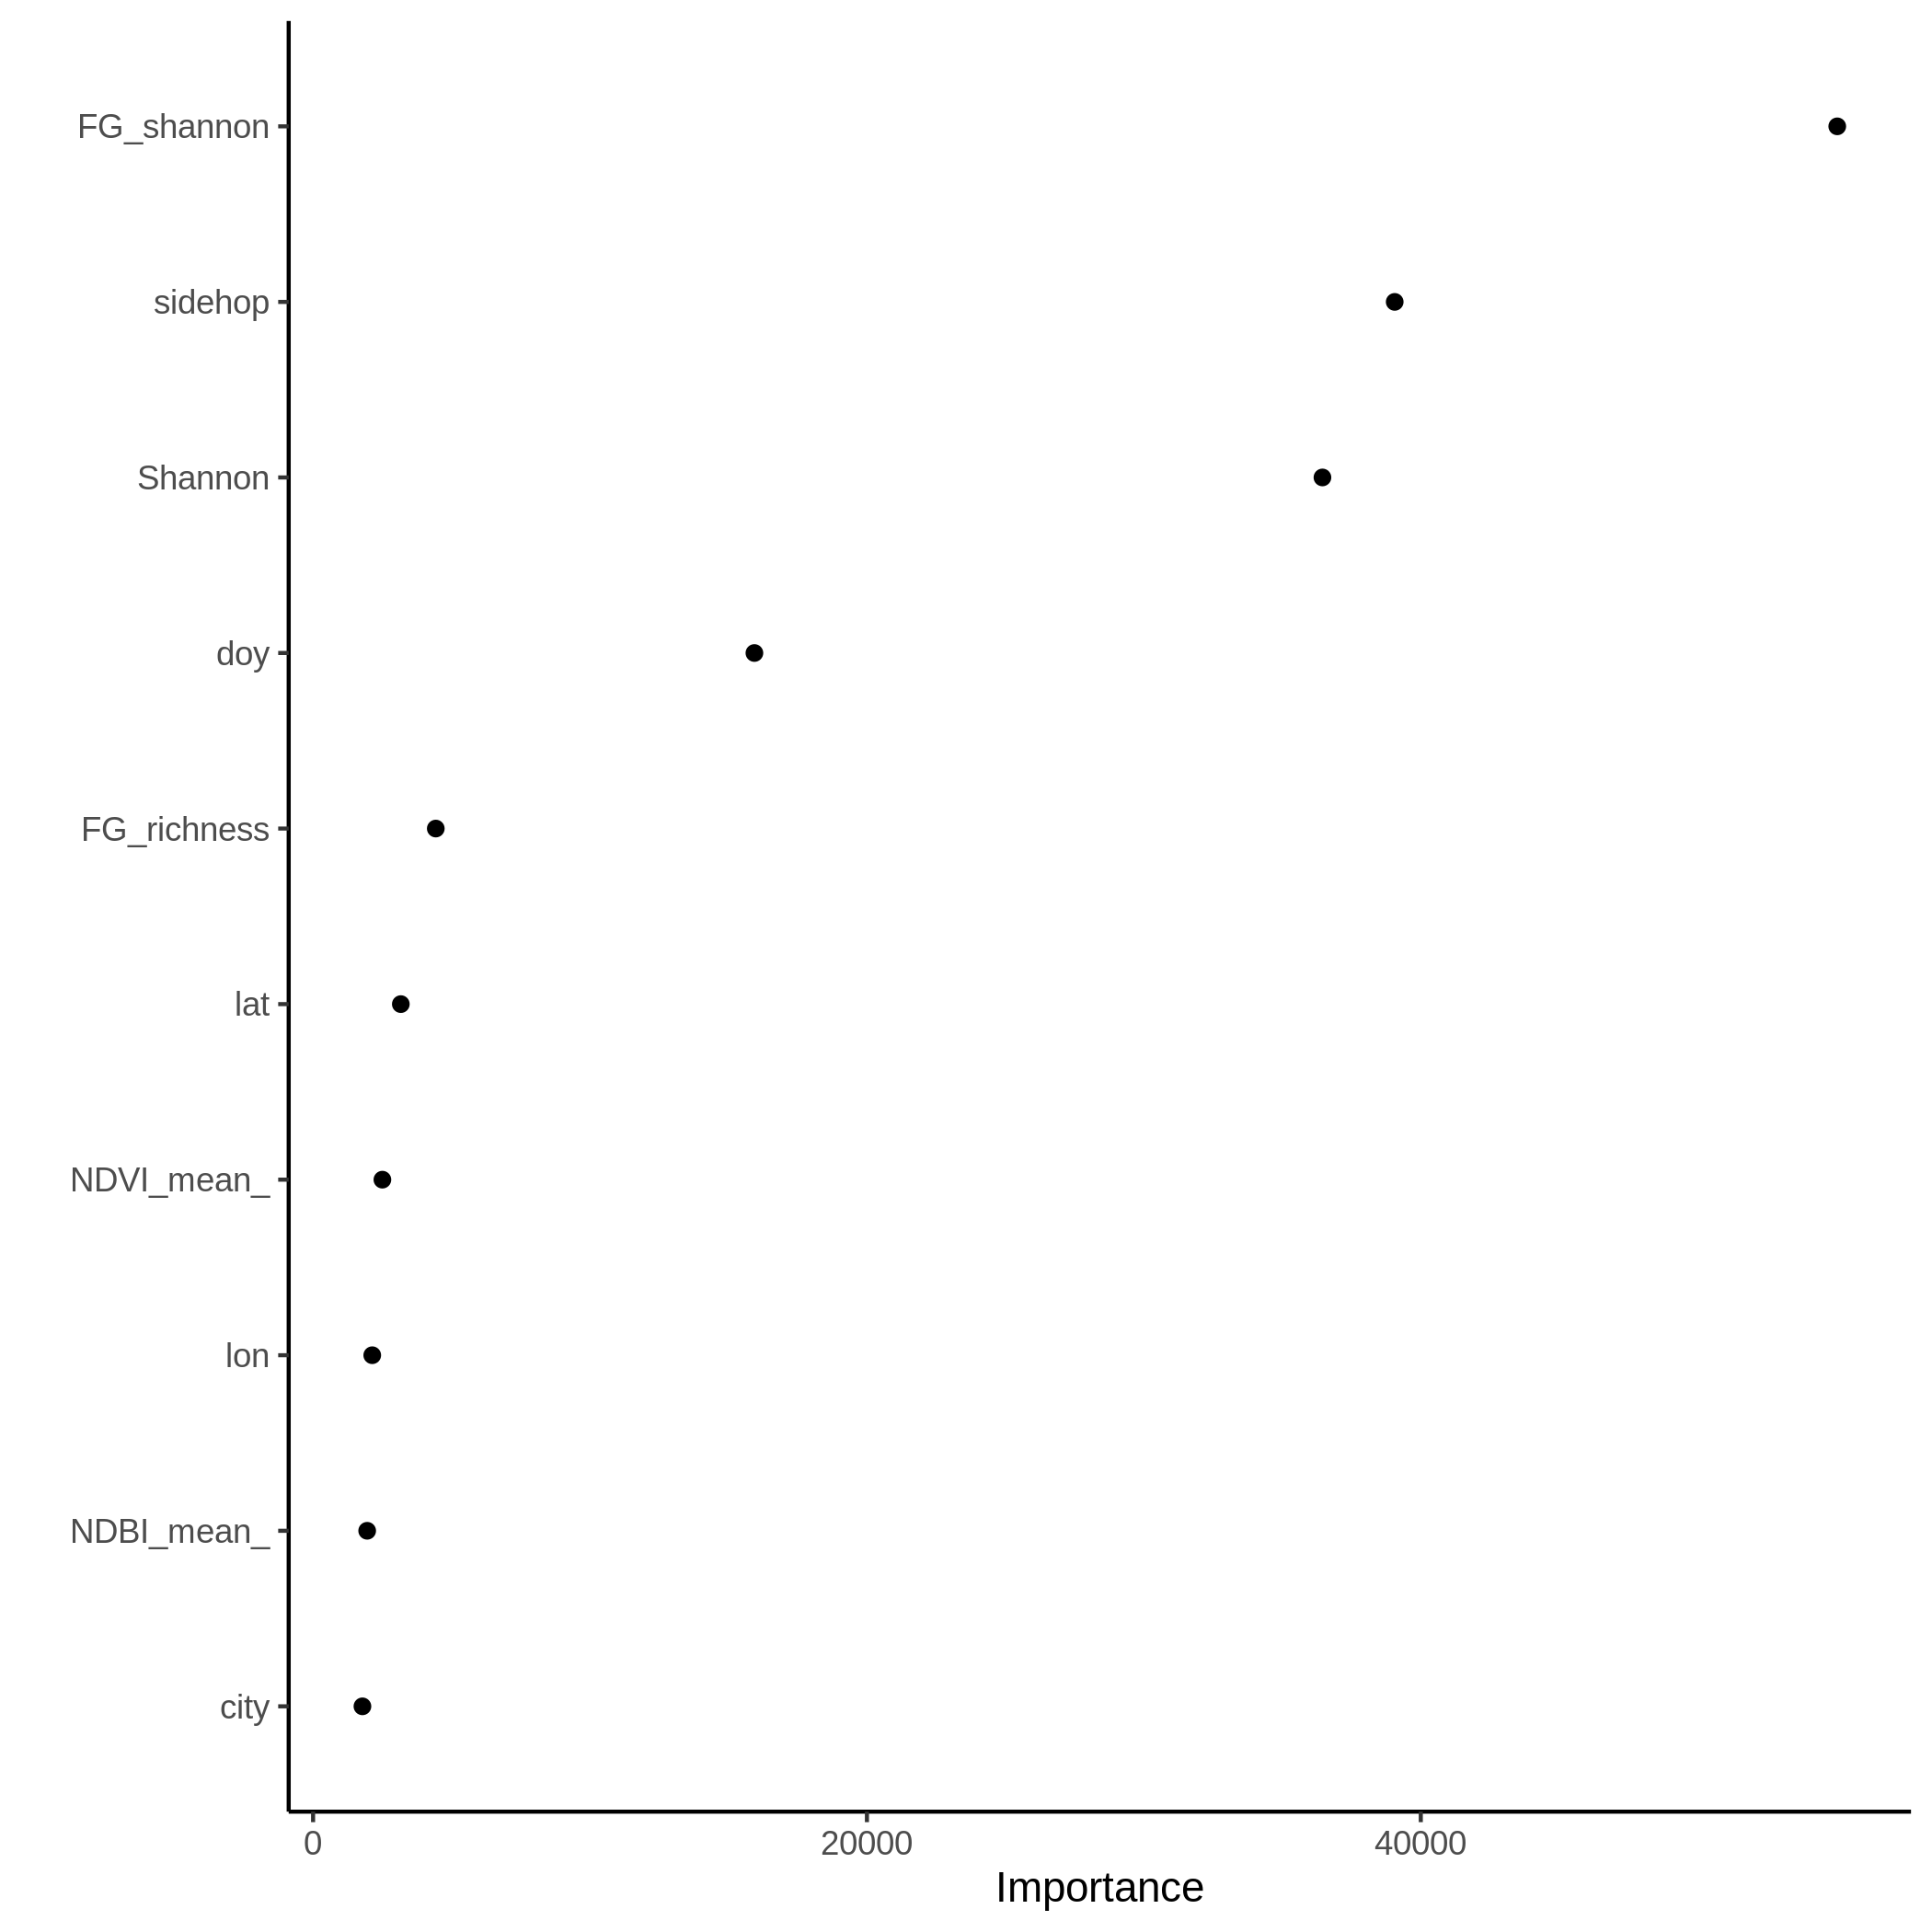 FG_shannon
sidehop
Shannon
doy
FG_richness
lat
NDVI_mean_
lon
NDBI_mean_
city
0 20000 40000
Importance